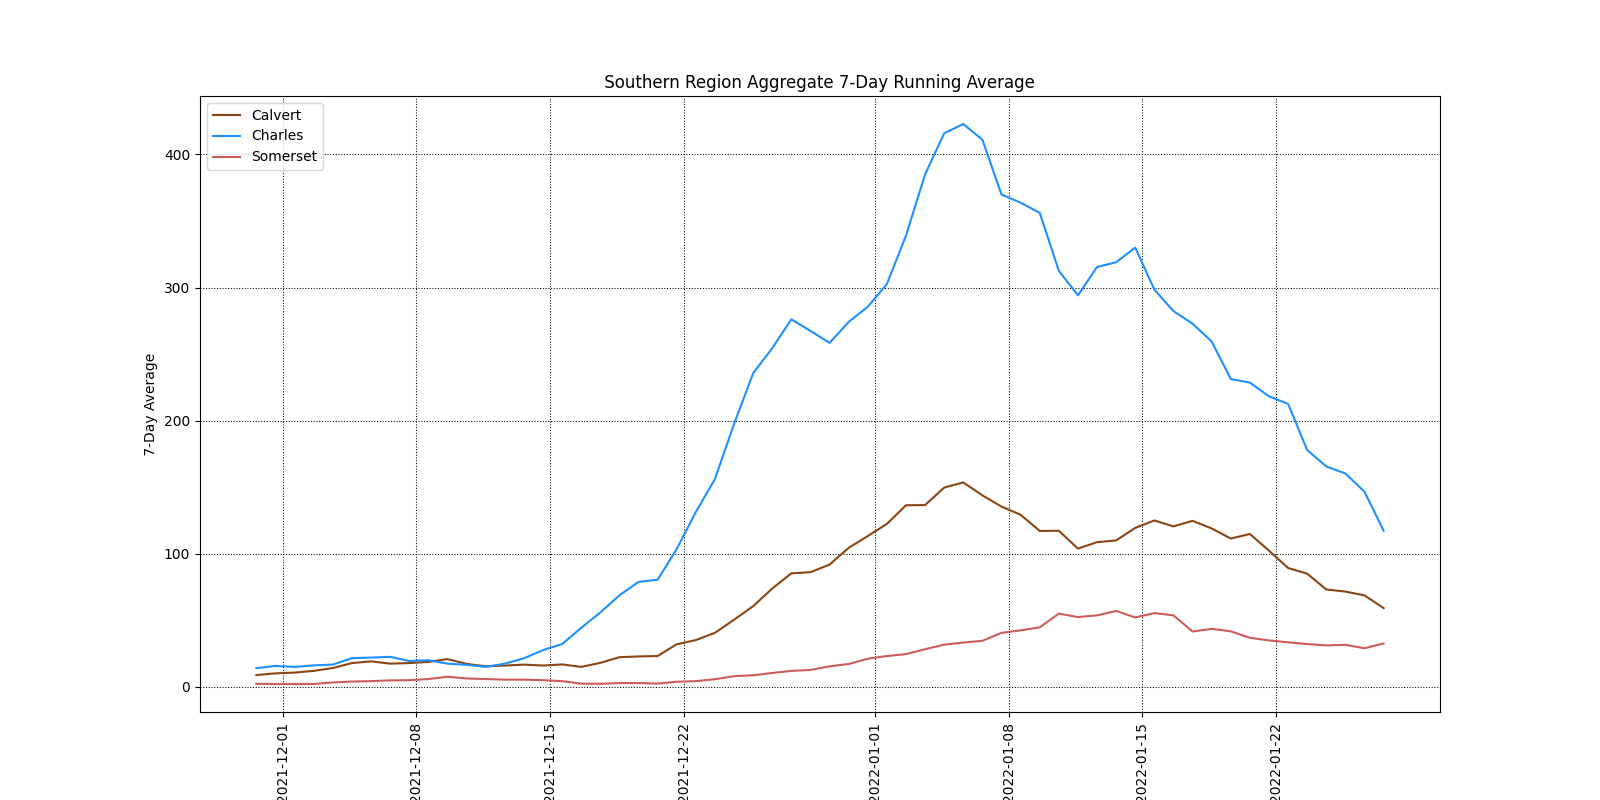 Southern Region Aggregate 7-Day Running Average
Calvert
Charles
Somerset
7-Day Average
400
300
200
100
0
2021-12-01
2021-12-08
2021-12-15
2021-12-22
2022-01-01
2022-01-08
2022-01-15
2022-01-22